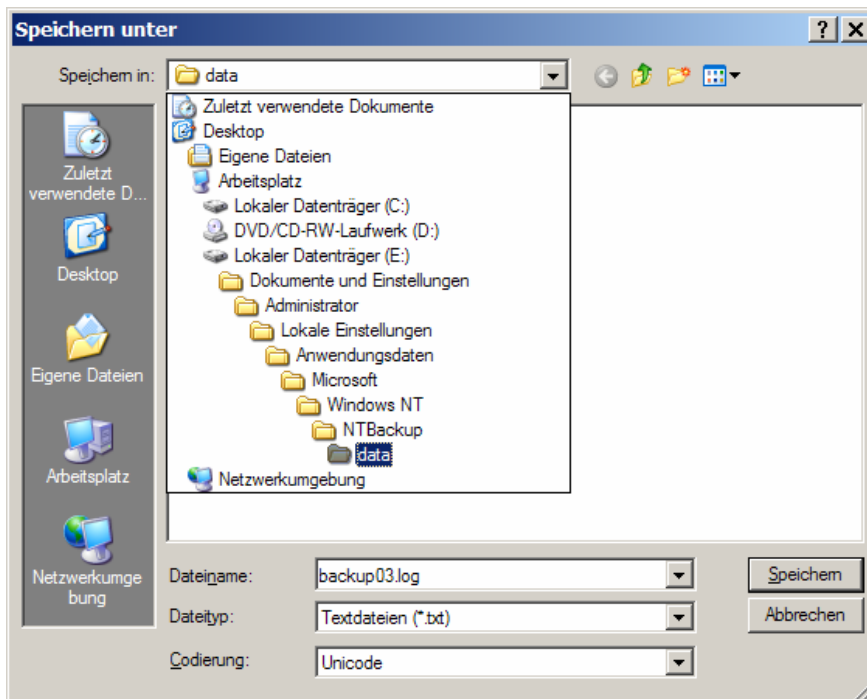 Speichern unter
Speichern in:
data
Zuletzt verwendete Dokumente
Desktop
Eigene Dateien
Arbeitsplatz
Lokaler Datenträger (C:)
DVD/CD-RW-Laufwerk (D:)
Lokaler Datenträger (E:)
Dokumente und Einstellungen
Administrator
Lokale Einstellungen
Anwendungsdaten
Microsoft
Windows NT
NTBackup
data
Netzwerkumgebung
Zuletzt
verwendete D...
Desktop
Eigene Dateien
Arbeitsplatz
Netzwerkumge
bung
Dateiname:
backup03.log
Speichern
Dateityp:
Textdateien (*.txt)
Abbrechen
Codierung:
Unicode